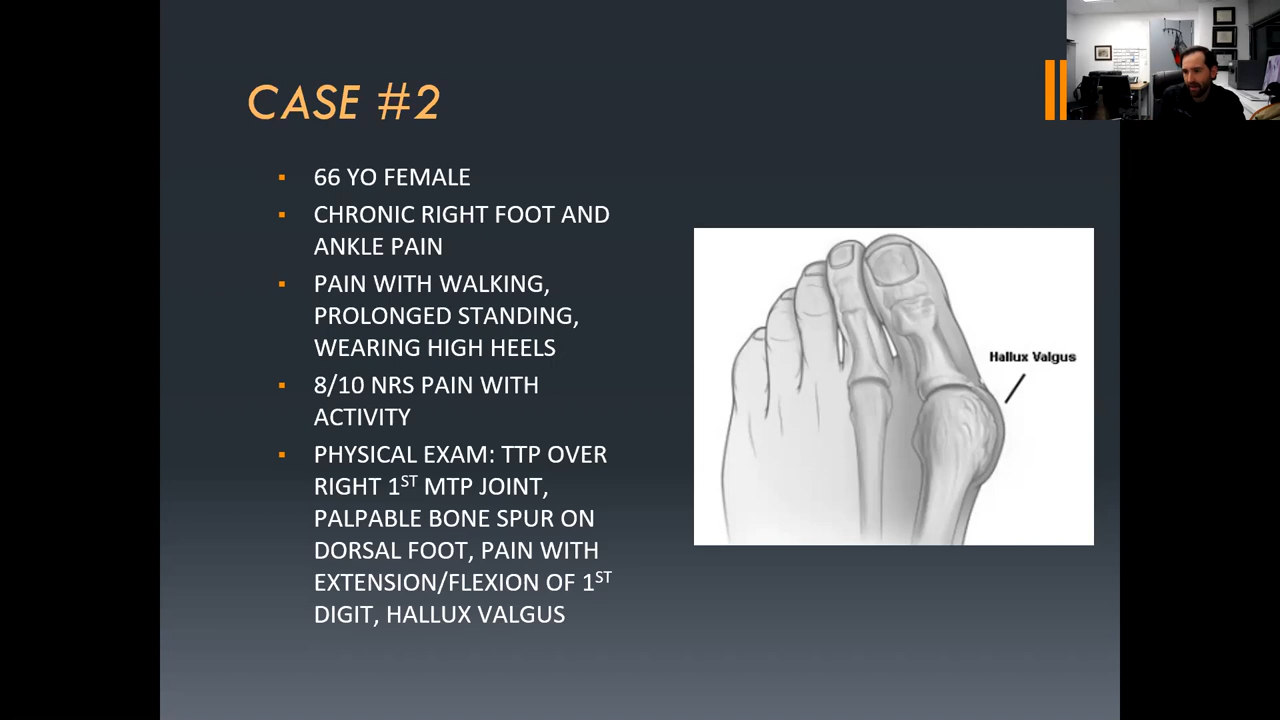 CASE #2
66 YO FEMALE
CHRONIC RIGHT FOOT AND
ANKLE PAIN
PAIN WITH WALKING,
PROLONGED STANDING,
WEARING HIGH HEELS
8/10 NRS PAIN WITH
ACTIVITY
PHYSICAL EXAM: TTP OVER
RIGHT 1ST MTP JOINT,
PALPABLE BONE SPUR ON
DORSAL FOOT, PAIN WITH
EXTENSION/FLEXION OF 1ST
DIGIT, HALLUX VALGUS
Hallux Valgus